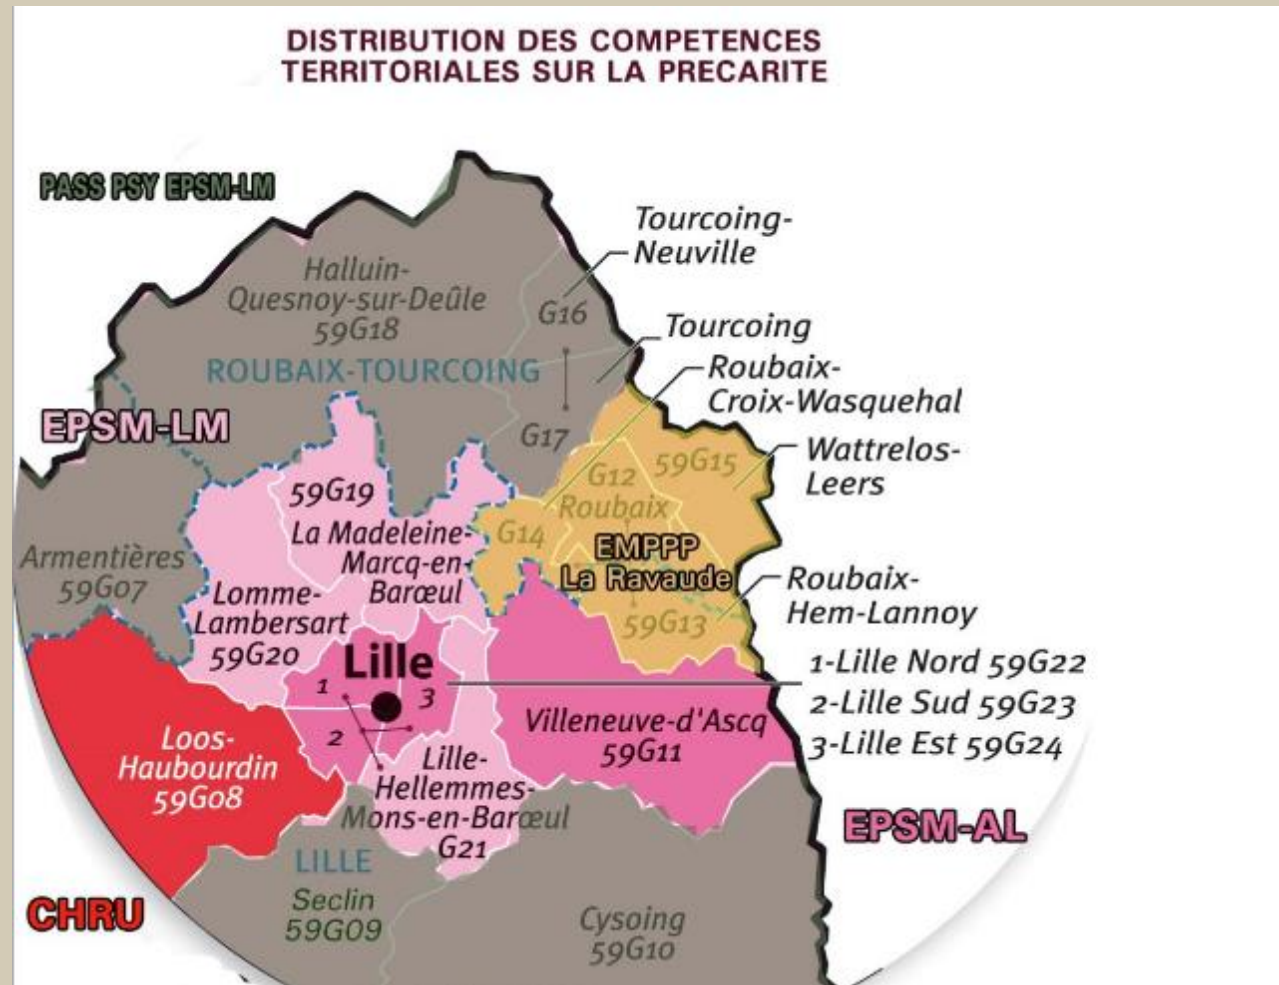 DISTRIBUTION DES COMPETENCES
TERRITORIALES SUR LA PRECARITE
PASS PSY EPSM-LM
Tourcoing-
Neuville
Halluin-
Quesnoy-sur-Deûle
59G18
G16
Tourcoing
ROUBAIX-TOURCOING
Roubaix-
Croix-Wasquehal
EPSM-LM
G17
Wattrelos-
Leers
59G15
G12
Roubaix
59G19
G14
La Madeleine-
Marcq-en-
Barœul
EMPPP
La Ravaude
Armentières
59G07
Roubaix-
Hem-Lannoy
Lomme-
Lambersart
59G20
59G13
Lille
1
2
3
1-Lille Nord 59G22
2-Lille Sud 59G23
3-Lille Est 59G24
Villeneuve-d'Ascq
59G11
Loos-
Haubourdin
59G08
Lille-
Hellemmes-
Mons-en-Barœul
G21
EPSM-AL
LILLE
Seclin
59G09
CHRU
Cysoing
59G10